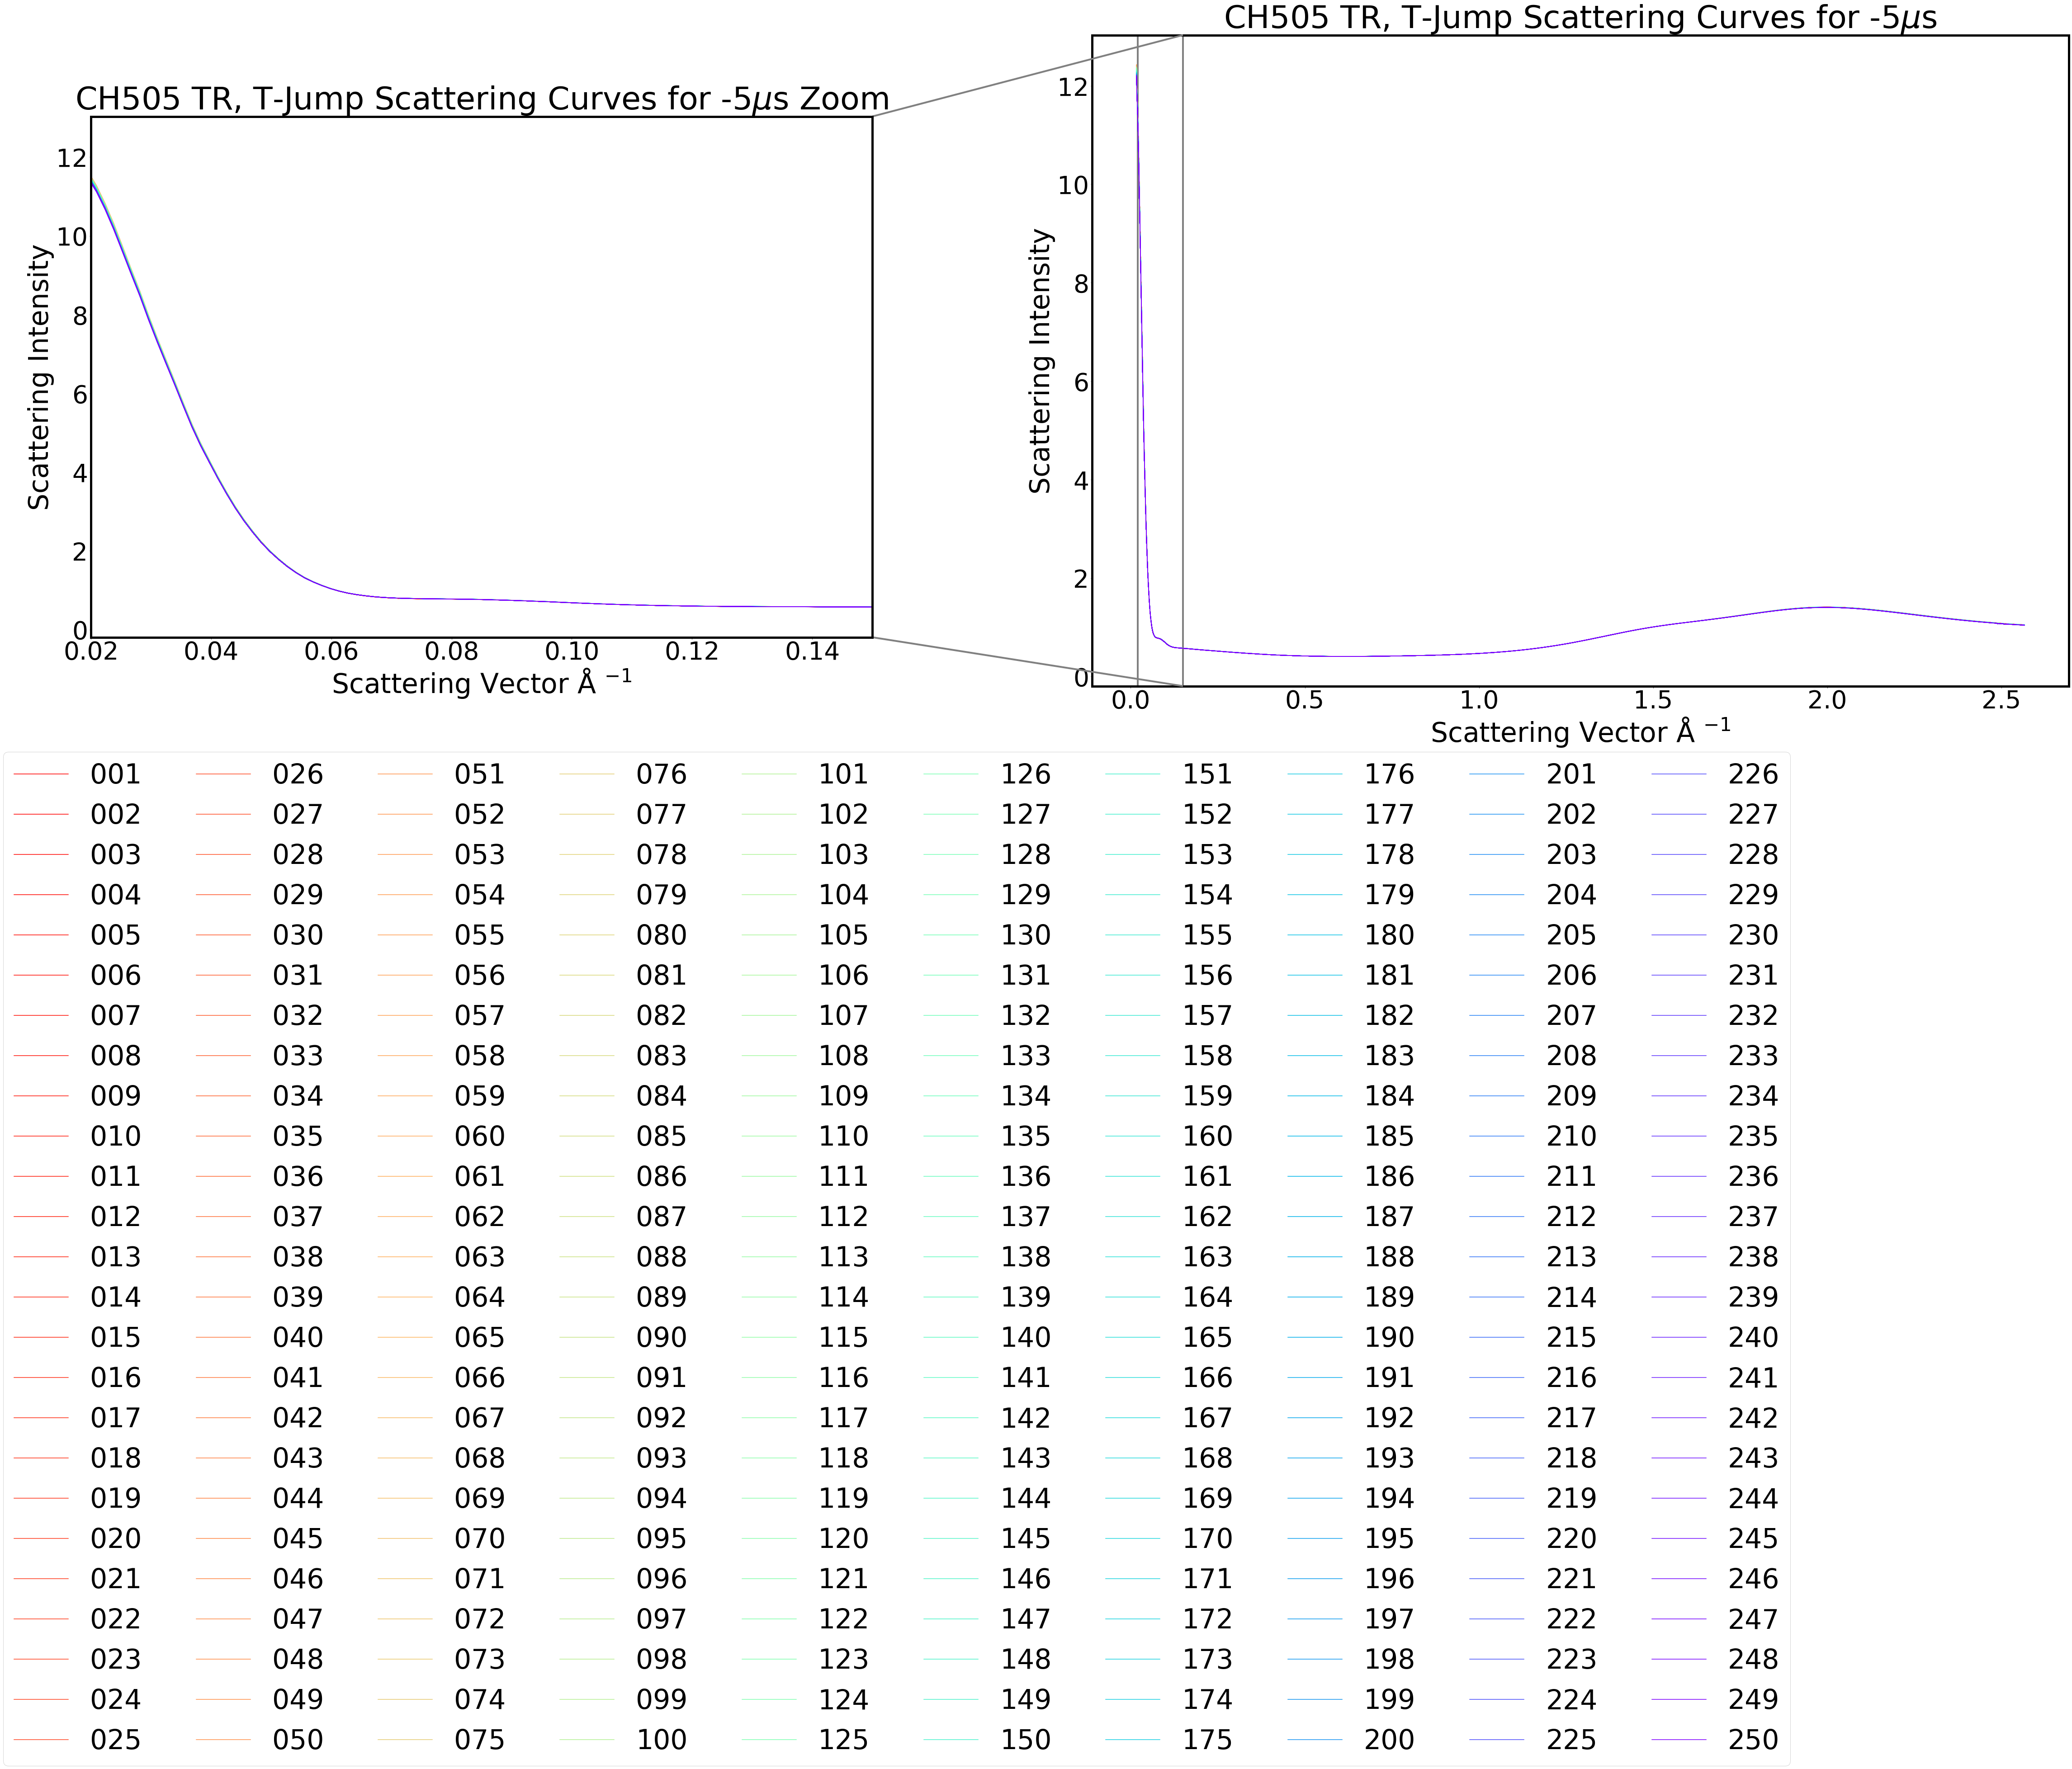 CH505 TR, T-Jump Scattering Curves for -5μs
CH505 TR, T-Jump Scattering Curves for -5μs Zoom
12
10
8
6
4
2
0
Scattering Intensity
0.02 0.04 0.06 0.08 0.10 0.12 0.14
Scattering Vector Å ⁻¹
12
10
8
6
4
2
0
Scattering Intensity
0.0 0.5 1.0 1.5 2.0 2.5
Scattering Vector Å ⁻¹
001 026 051 076 101 126 151 176 201 226
002 027 052 077 102 127 152 177 202 227
003 028 053 078 103 128 153 178 203 228
004 029 054 079 104 129 154 179 204 229
005 030 055 080 105 130 155 180 205 230
006 031 056 081 106 131 156 181 206 231
007 032 057 082 107 132 157 182 207 232
008 033 058 083 108 133 158 183 208 233
009 034 059 084 109 134 159 184 209 234
010 035 060 085 110 135 160 185 210 235
011 036 061 086 111 136 161 186 211 236
012 037 062 087 112 137 162 187 212 237
013 038 063 088 113 138 163 188 213 238
014 039 064 089 114 139 164 189 214 239
015 040 065 090 115 140 165 190 215 240
016 041 066 091 116 141 166 191 216 241
017 042 067 092 117 142 167 192 217 242
018 043 068 093 118 143 168 193 218 243
019 044 069 094 119 144 169 194 219 244
020 045 070 095 120 145 170 195 220 245
021 046 071 096 121 146 171 196 221 246
022 047 072 097 122 147 172 197 222 247
023 048 073 098 123 148 173 198 223 248
024 049 074 099 124 149 174 199 224 249
025 050 075 100 125 150 175 200 225 250